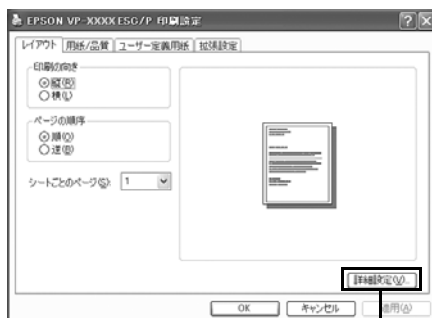 EPSON VP-XXXX ESC/P 印刷設定
レイアウト 用紙/品質 ユーザー定義用紙 拡張設定
印刷の向き
縦(P)
横(L)
ページの順序
順(O)
逆(B)
シートごとのページ(S): 1
詳細設定(V)...
OK キャンセル 適用(A)